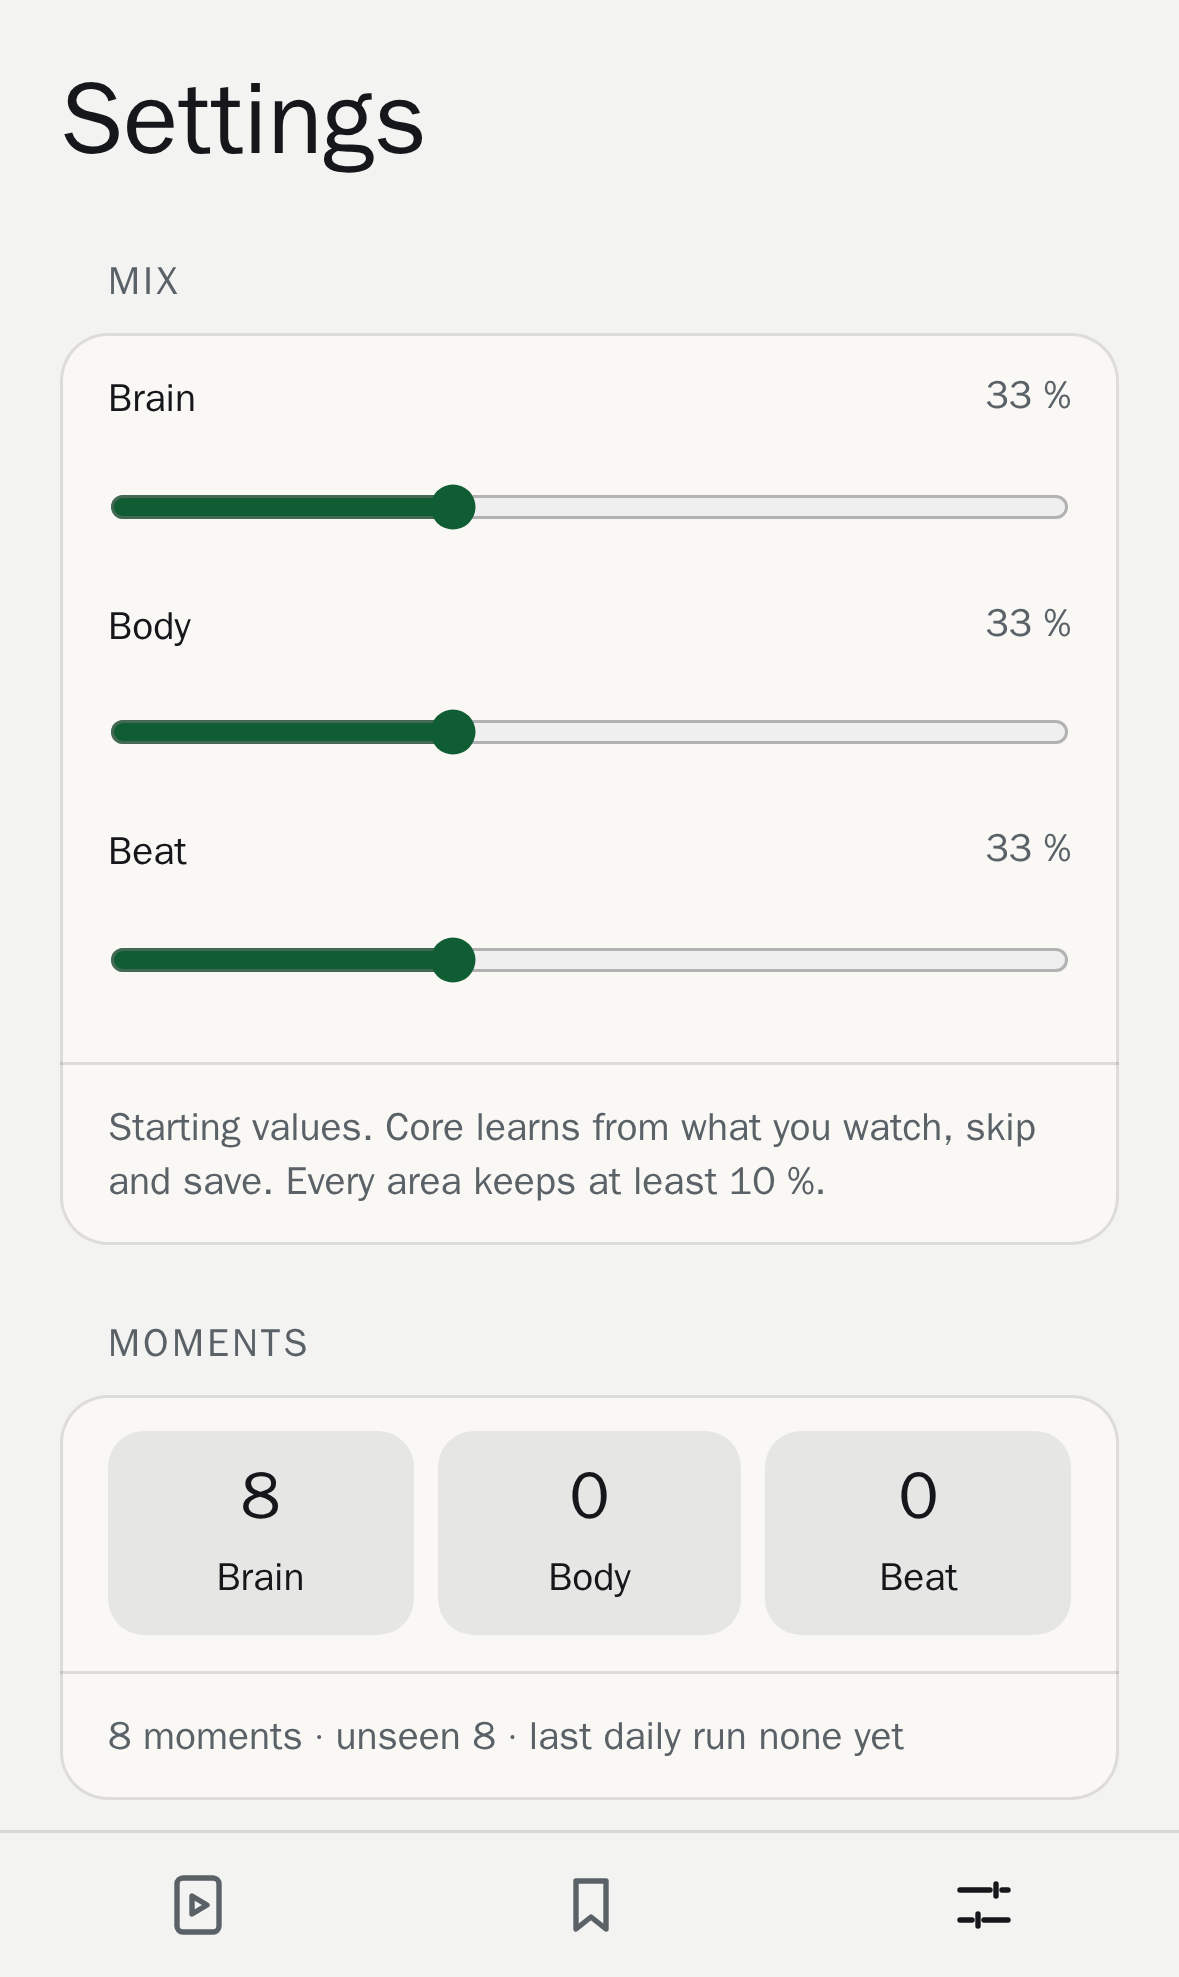 Settings
MIX
Brain 33 %
Body 33 %
Beat 33 %
Starting values. Core learns from what you watch, skip
and save. Every area keeps at least 10 %.
MOMENTS
8 0 0
Brain Body Beat
8 moments · unseen 8 · last daily run none yet